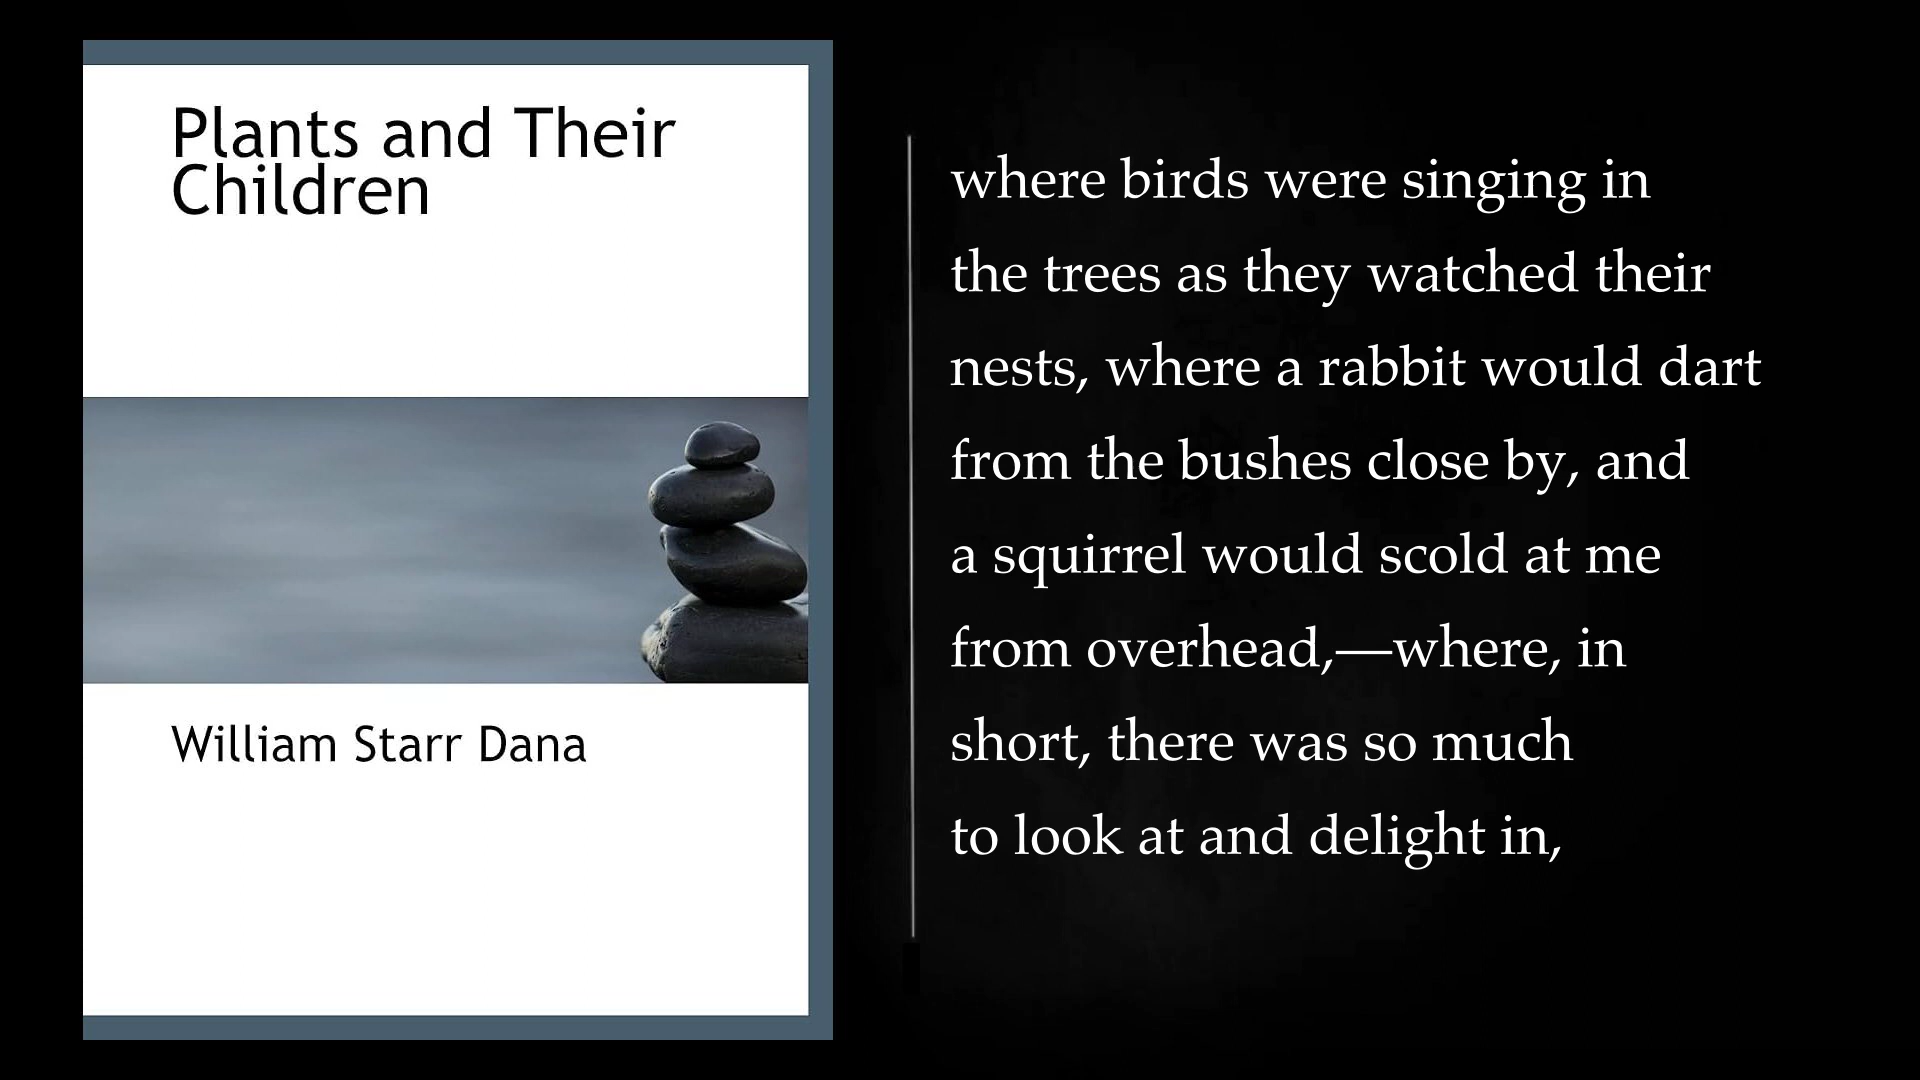 Plants and Their
Children
William Starr Dana
where birds were singing in
the trees as they watched their
nests, where a rabbit would dart
from the bushes close by, and
a squirrel would scold at me
from overhead,—where, in
short, there was so much
to look at and delight in,